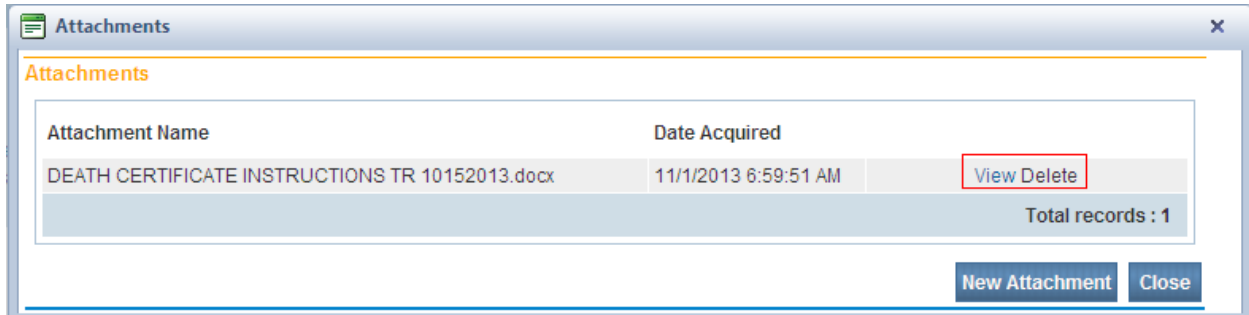 Attachments
Attachments
Attachment Name Date Acquired
DEATH CERTIFICATE INSTRUCTIONS TR 10152013.docx 11/1/2013 6:59:51 AM View Delete
Total records : 1
New Attachment Close